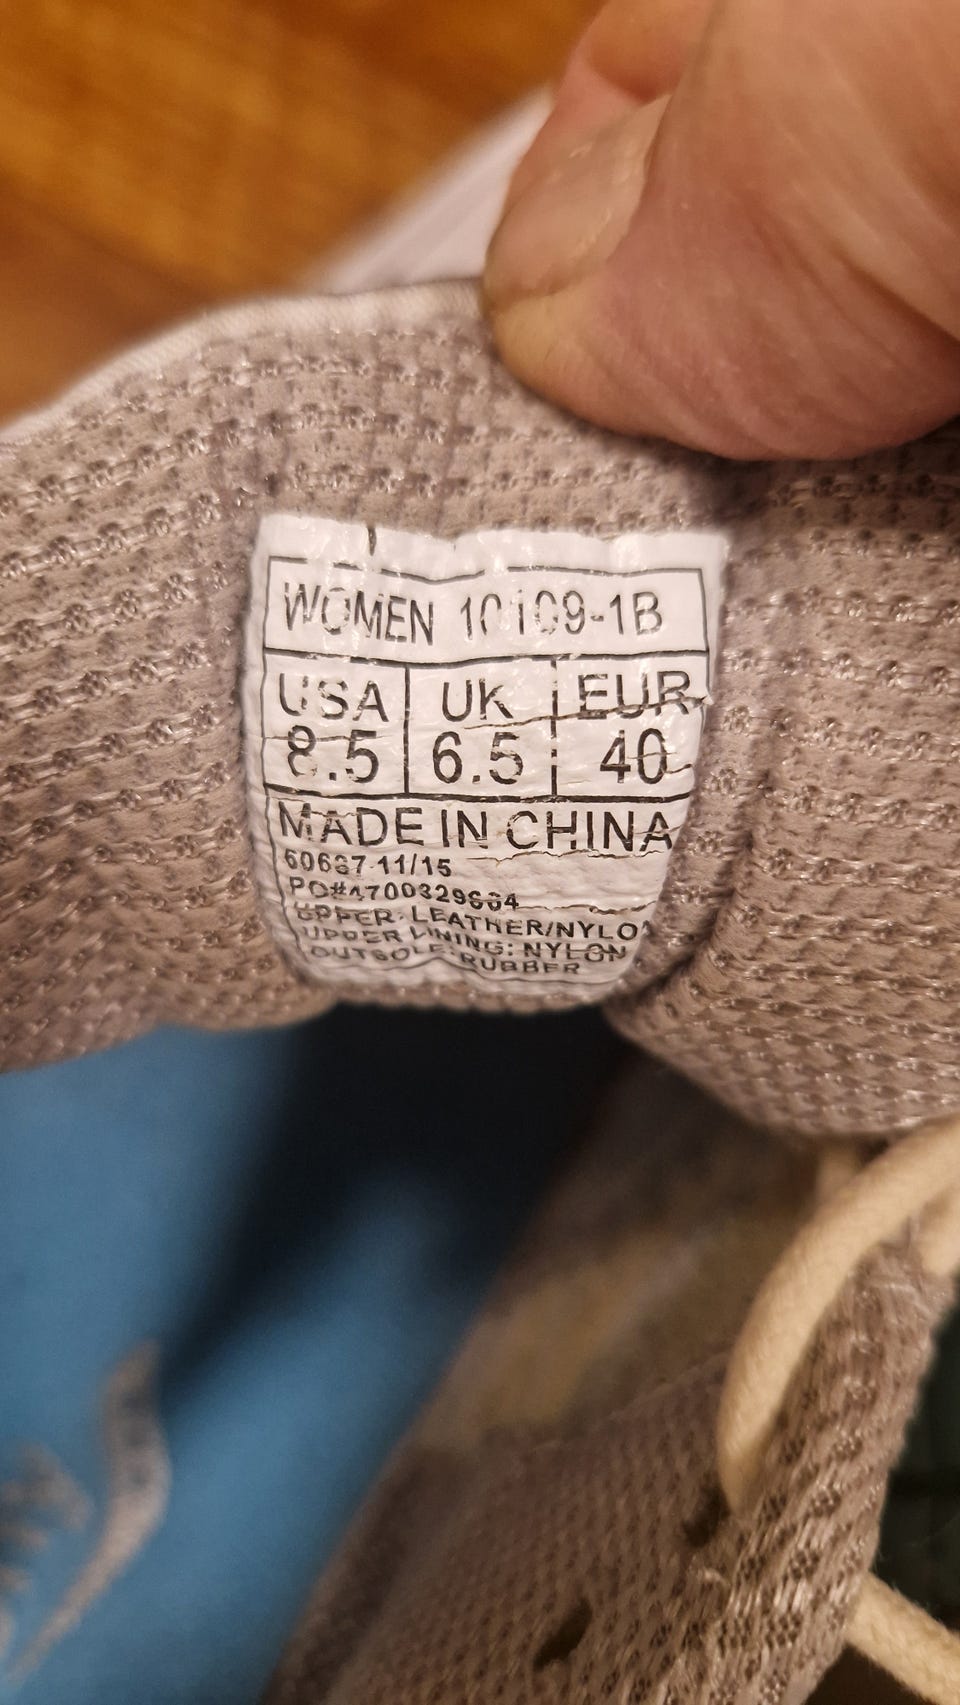 WOMEN 10109-1B
USA UK EUR
8.5 6.5 40
MADE IN CHINA
60687 11/15
PO#4700329664
UPPER: LEATHER/NYLON
UPPER LINING: NYLON
OUTSOLE: RUBBER